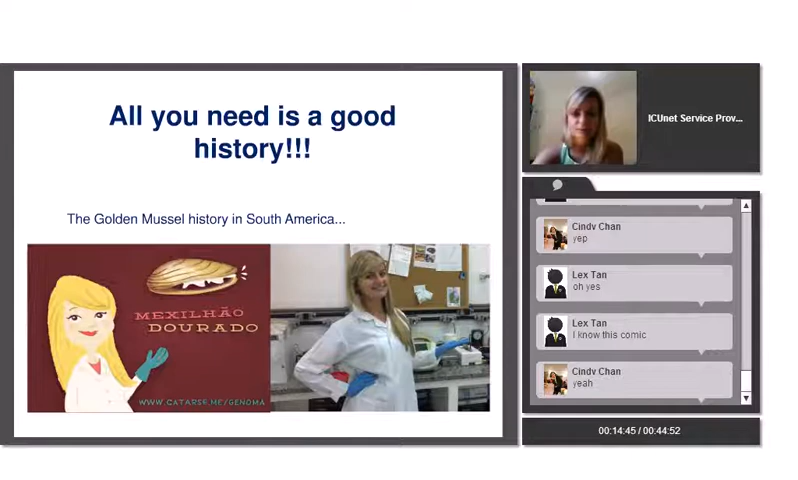 All you need is a good
history!!!
The Golden Mussel history in South America...
MEXILHÃO
DOURADO
WWW.CATARSE.ME/GENOMA
ICUnet Service Prov...
Cindy Chan
yep
Lex Tan
oh yes
Lex Tan
I know this comic
Cindy Chan
yeah
00:14:45 / 00:44:52